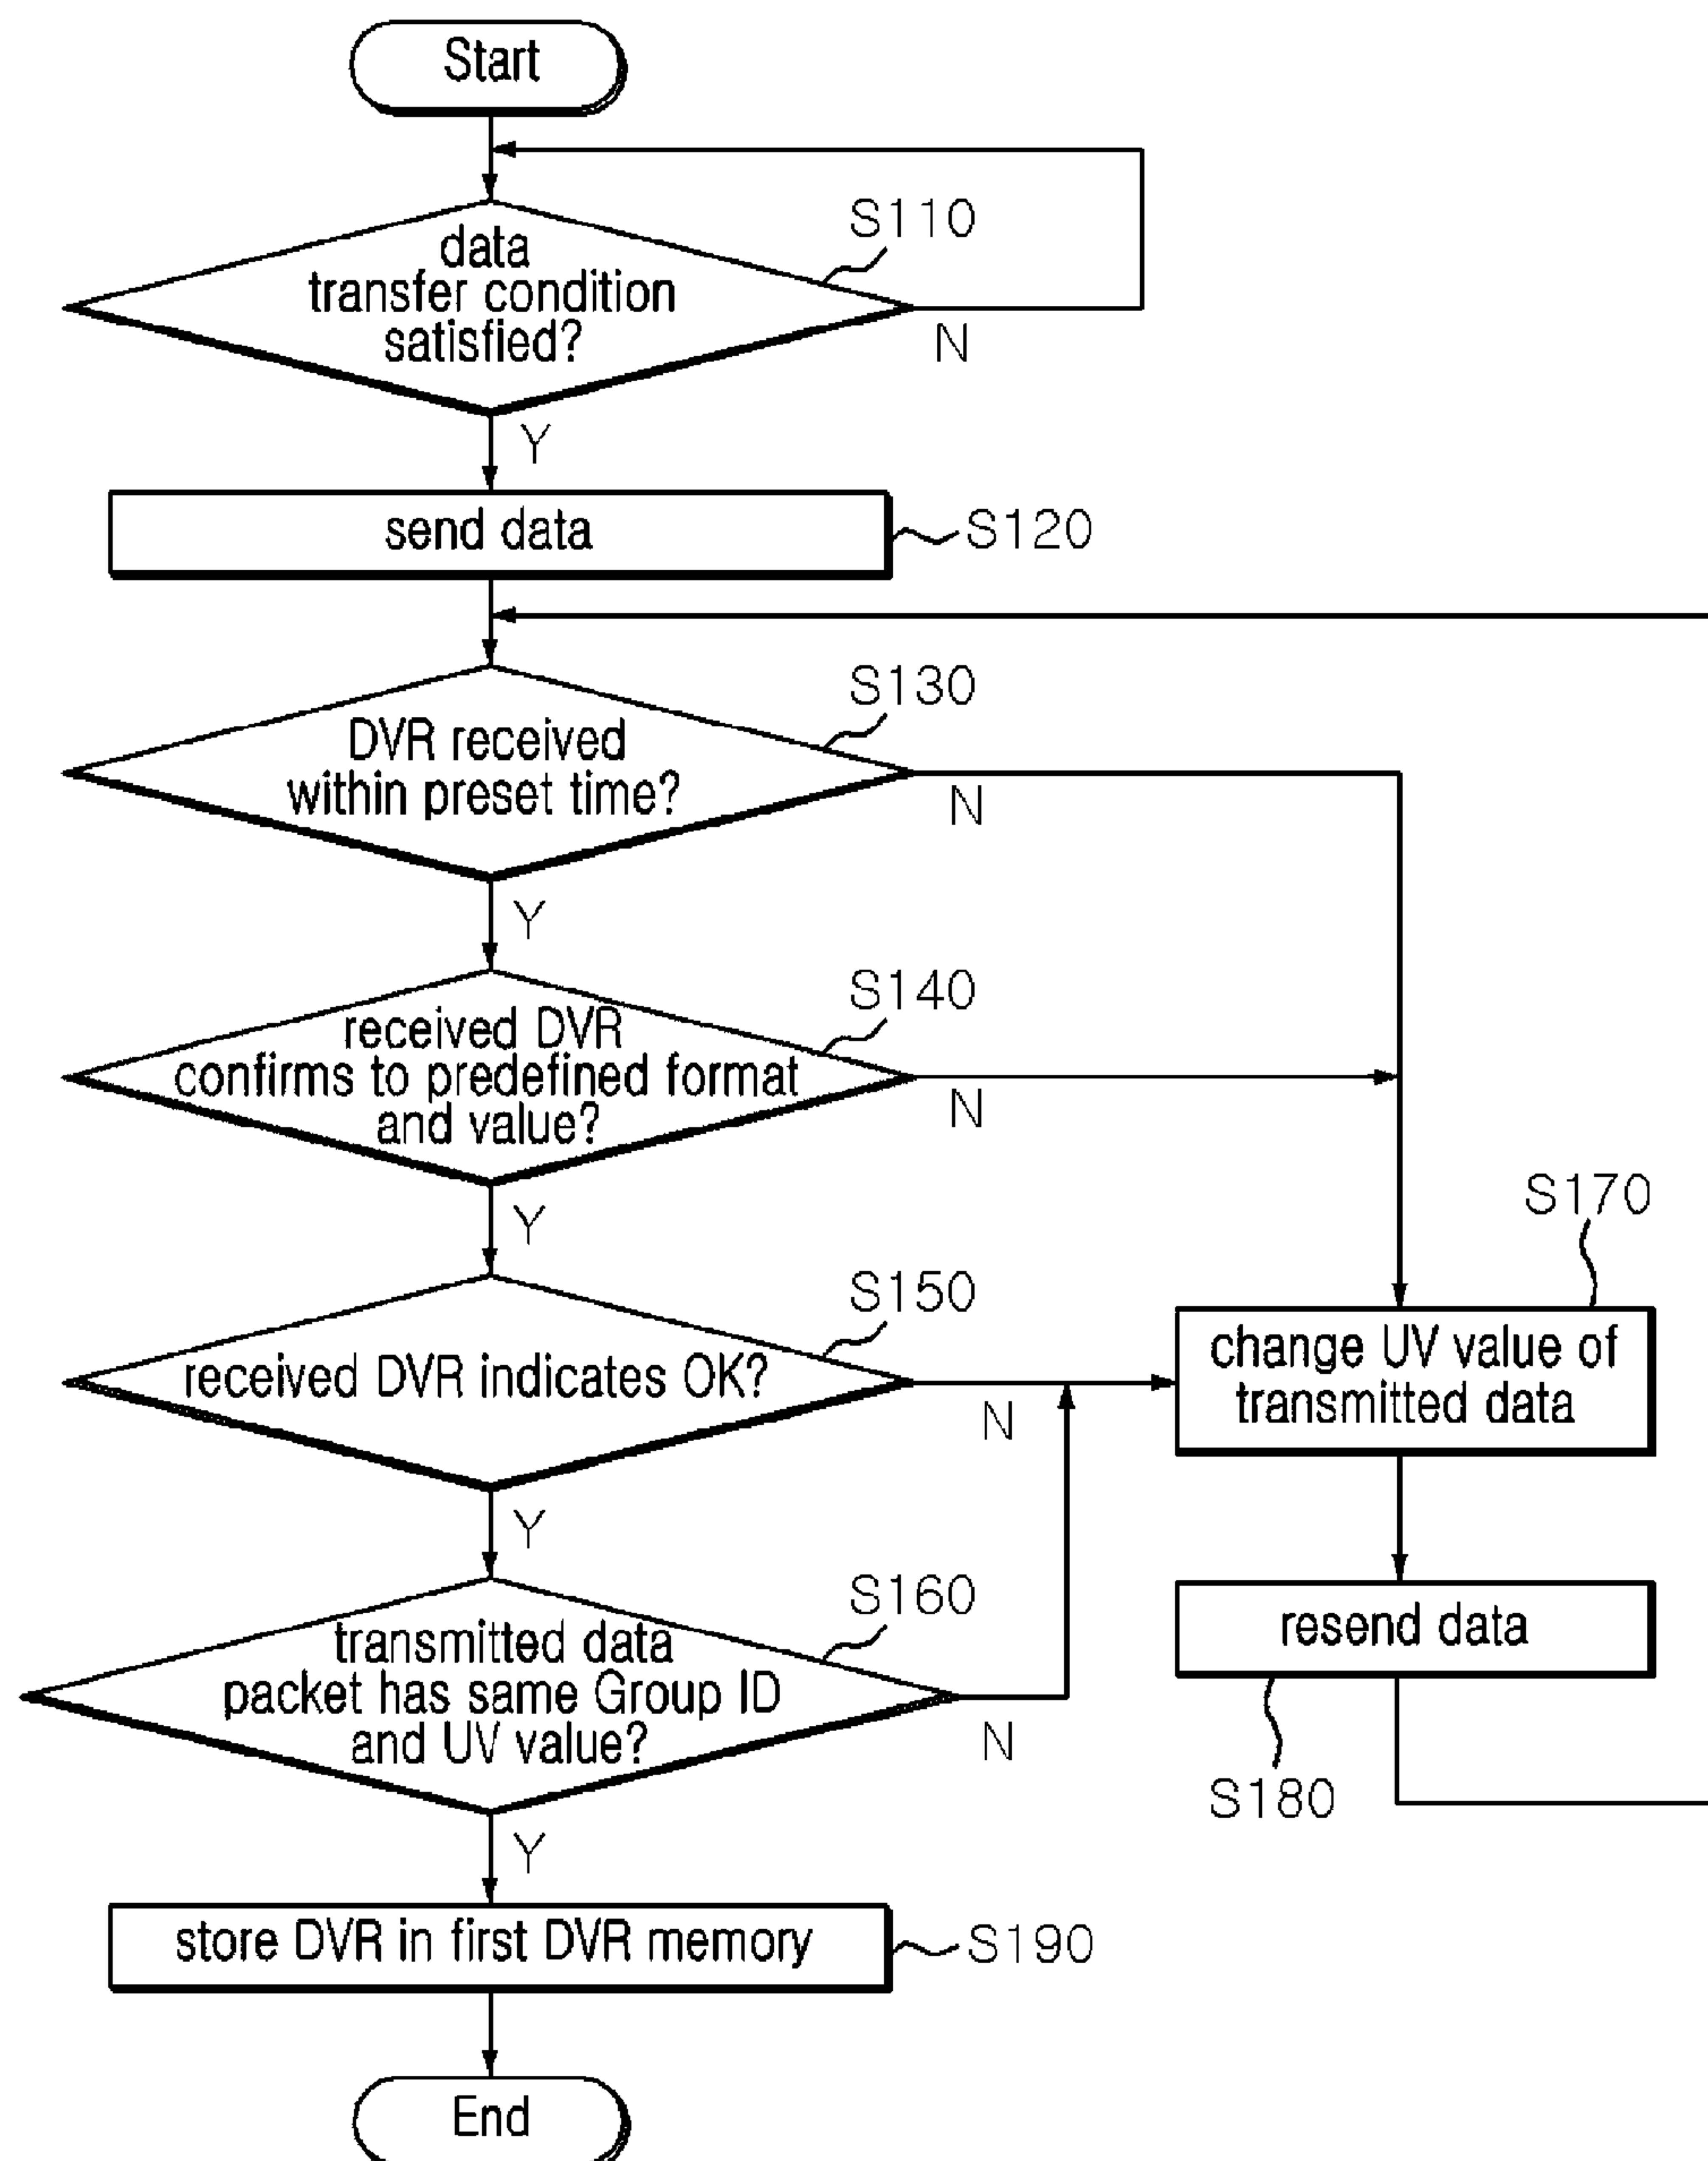 Start
S110
data
transfer condition
satisfied?
N
Y
send data
S120
S130
DVR received
within preset time?
N
Y
S140
received DVR
confirms to predefined format
and value?
N
Y
S170
S150
change UV value of
transmitted data
received DVR indicates OK?
N
Y
S160
resend data
transmitted data
packet has same Group ID
and UV value?
N
S180
Y
store DVR in first DVR memory
S190
End